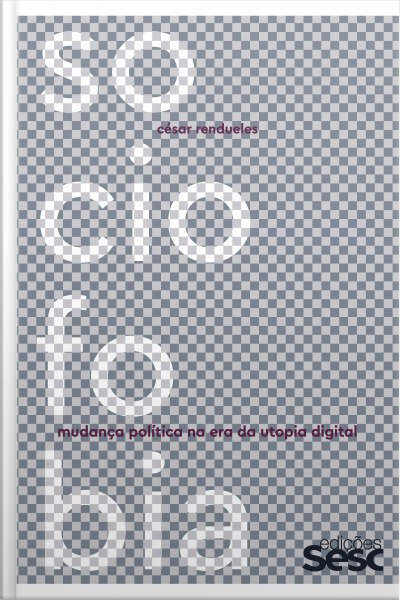 so
césar rendueles
cio
fo
mudança política na era da utopia digital
bia
edições
Sesc